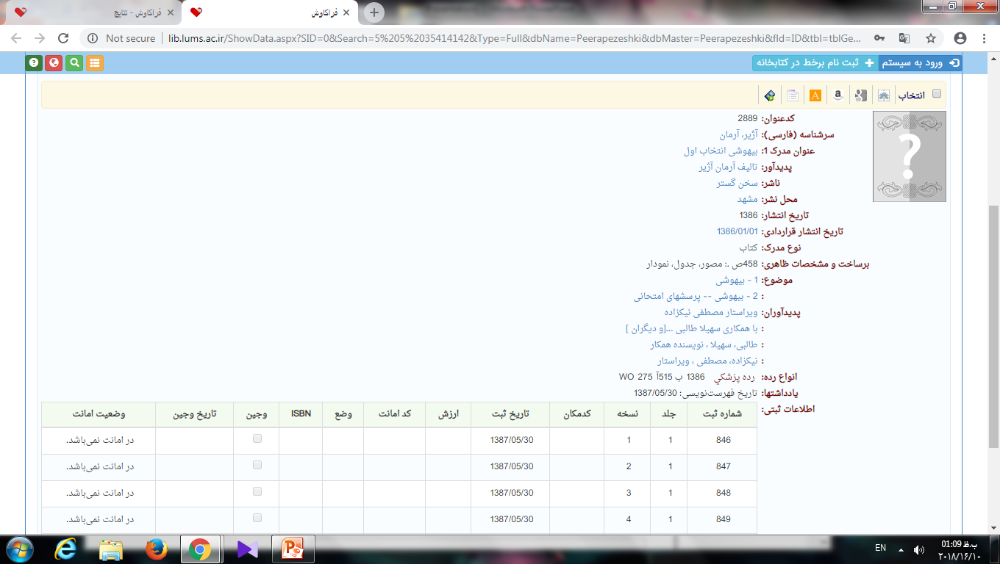 فراکاوش - نتایج
فراکاوش
Not secure | lib.lums.ac.ir/ShowData.aspx?SID=0&Search=5%205%2035414142&Type=Full&dbName=Peerapezeshki&dbMaster=Peerapezeshki&fld=ID&tbl=tblGe...
ورود به سیستم
ثبت نام برخط در کتابخانه
انتخاب
کدعنوان: 2889
سرشناسه (فارسی): آژیر، آرمان
عنوان مدرک 1: بیهوشی انتخاب اول
پدیدآور: تالیف آرمان آژیر
ناشر: سخن گستر
محل نشر: مشهد
تاریخ انتشار: 1386
تاریخ انتشار قراردادی: 1386/01/01
نوع مدرک: کتاب
برساخت و مشخصات ظاهری: 458ص .: مصور، جدول، نمودار
موضوع: 1 - بیهوشی
: 2 - بیهوشی -- پرسشهای امتحانی
پدیدآوران: ویراستار مصطفی نیکزاده
: با همکاری سهیلا طالبی ...[و دیگران ]
: طالبی، سهیلا ، نویسنده همکار
: نیکزاده، مصطفی ، ویراستار
انواع رده: رده پزشکي WO 275 آ515 ب 1386
یادداشتها: تاریخ فهرست‌نویسی: 1387/05/30
اطلاعات ثبتی:
شماره ثبت جلد نسخه کدمکان تاریخ ثبت ارزش کد امانت وضع ISBN وجین تاریخ وجین وضعیت امانت
846 1 1 1387/05/30 در امانت نمی‌باشد.
847 1 2 1387/05/30 در امانت نمی‌باشد.
848 1 3 1387/05/30 در امانت نمی‌باشد.
849 1 4 1387/05/30 در امانت نمی‌باشد.
EN
01:09 ب.ظ
۲۰۱۸/۱۶/۱۰